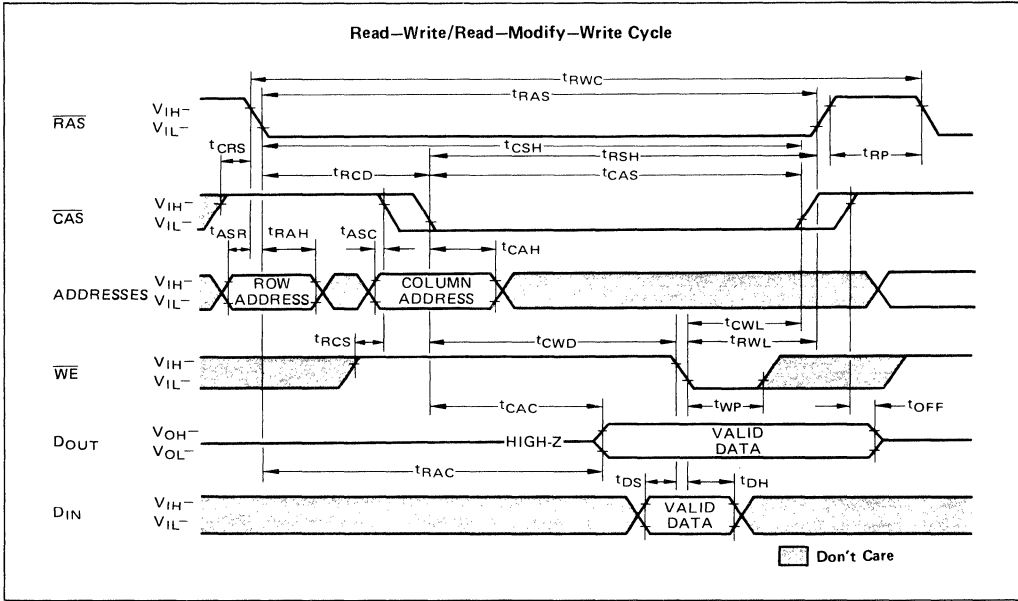 Read–Write/Read–Modify–Write Cycle
tRWC
tRAS
RAS
VIH–
VIL–
tCRS
tCSH
tRSH
tRP
tRCD
tCAS
CAS
VIH–
VIL–
tASR
tRAH
tASC
tCAH
ADDRESSES
VIH–
VIL–
ROW
ADDRESS
COLUMN
ADDRESS
tCWL
tRCS
tCWD
tRWL
WE
VIH–
VIL–
tWP
tCAC
tOFF
DOUT
VOH–
VOL–
HIGH-Z
VALID
DATA
tRAC
tDS
tDH
DIN
VIH–
VIL–
VALID
DATA
Don't Care